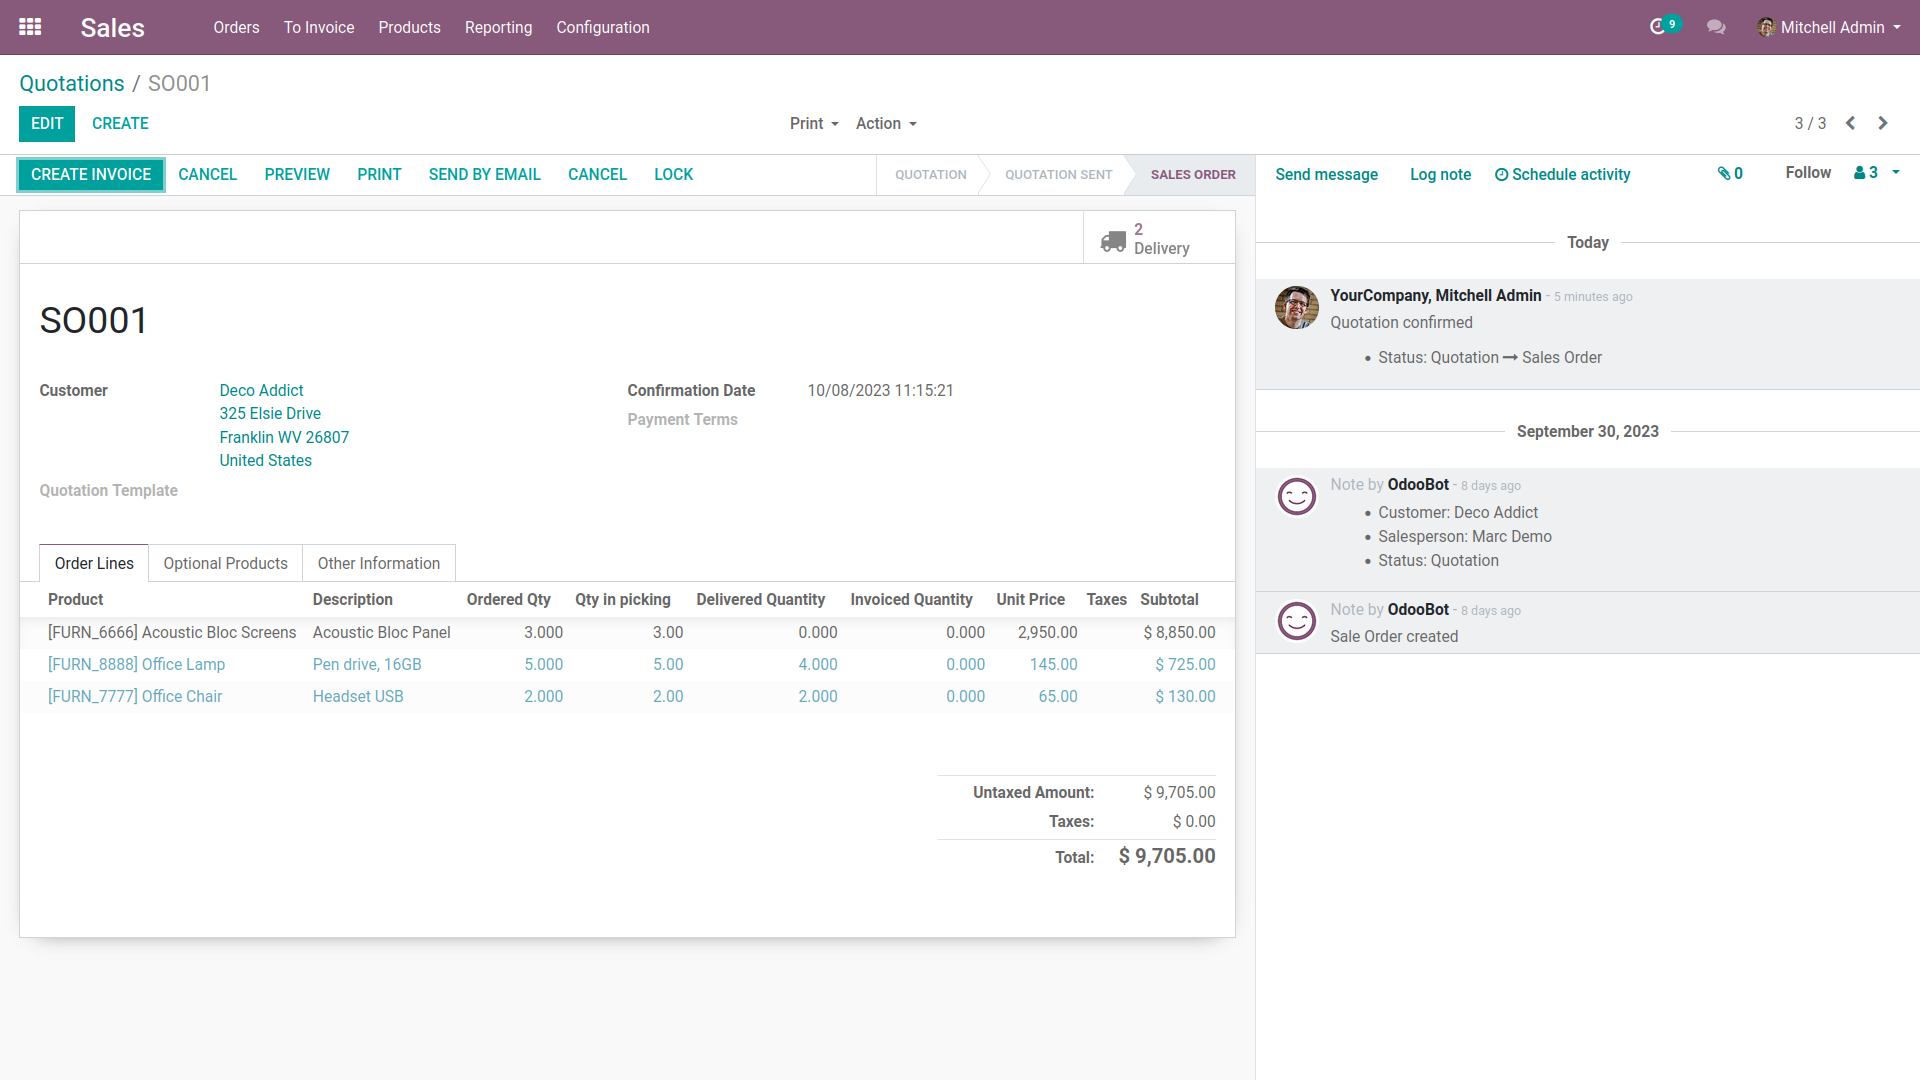 Sales Orders To Invoice Products Reporting Configuration 9 Mitchell Admin
Quotations / SO001
EDIT CREATE Print Action 3 / 3
CREATE INVOICE CANCEL PREVIEW PRINT SEND BY EMAIL CANCEL LOCK QUOTATION QUOTATION SENT SALES ORDER
2
Delivery
SO001
Customer Deco Addict
325 Elsie Drive
Franklin WV 26807
United States
Quotation Template
Confirmation Date 10/08/2023 11:15:21
Payment Terms
Order Lines Optional Products Other Information
Product Description Ordered Qty Qty in picking Delivered Quantity Invoiced Quantity Unit Price Taxes Subtotal
[FURN_6666] Acoustic Bloc Screens Acoustic Bloc Panel 3.000 3.00 0.000 0.000 2,950.00 $ 8,850.00
[FURN_8888] Office Lamp Pen drive, 16GB 5.000 5.00 4.000 0.000 145.00 $ 725.00
[FURN_7777] Office Chair Headset USB 2.000 2.00 2.000 0.000 65.00 $ 130.00
Untaxed Amount: $ 9,705.00
Taxes: $ 0.00
Total: $ 9,705.00
Send message Log note Schedule activity 0 Follow 3
Today
YourCompany, Mitchell Admin - 5 minutes ago
Quotation confirmed
• Status: Quotation → Sales Order
September 30, 2023
Note by OdooBot - 8 days ago
• Customer: Deco Addict
• Salesperson: Marc Demo
• Status: Quotation
Note by OdooBot - 8 days ago
Sale Order created